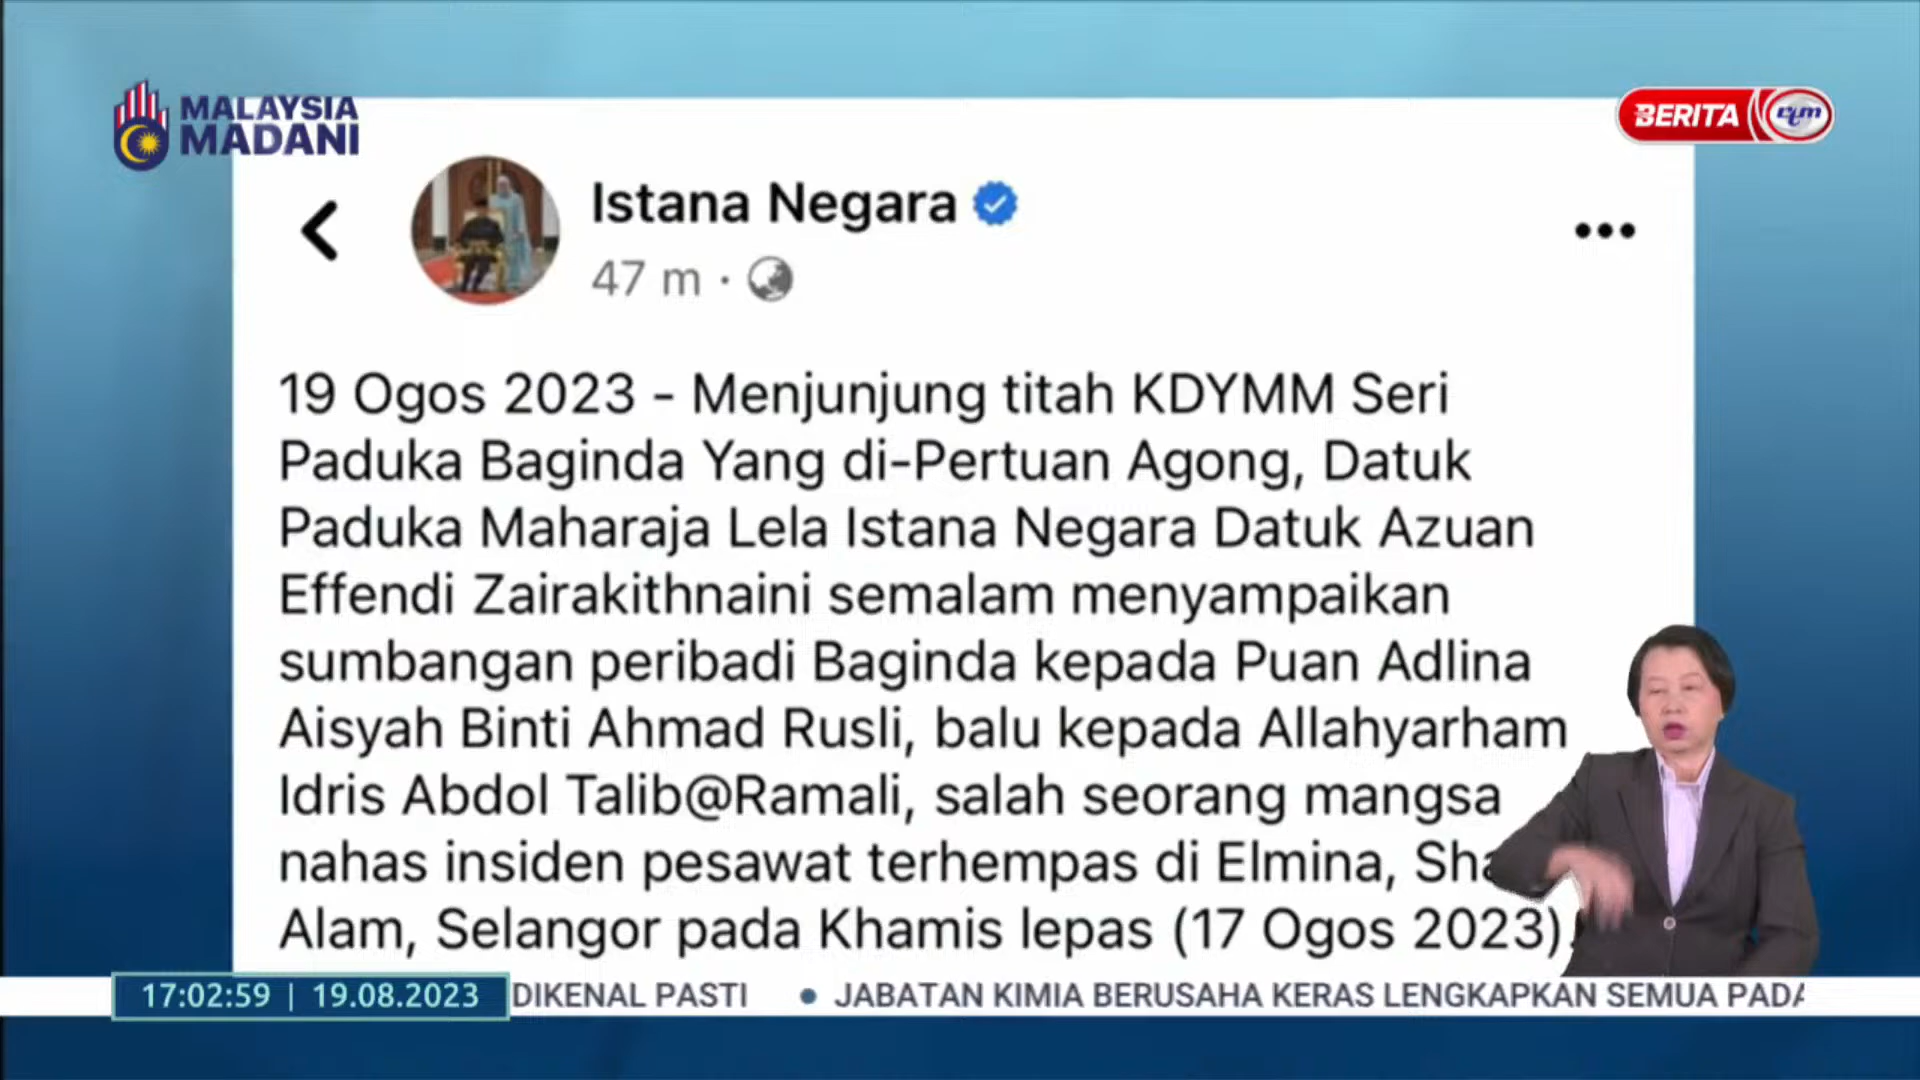 MALAYSIA
MADANI
BERITA rtm
Istana Negara
47 m ·
19 Ogos 2023 - Menjunjung titah KDYMM Seri
Paduka Baginda Yang di-Pertuan Agong, Datuk
Paduka Maharaja Lela Istana Negara Datuk Azuan
Effendi Zairakithnaini semalam menyampaikan
sumbangan peribadi Baginda kepada Puan Adlina
Aisyah Binti Ahmad Rusli, balu kepada Allahyarham
Idris Abdol Talib@Ramali, salah seorang mangsa
nahas insiden pesawat terhempas di Elmina, Sha
Alam, Selangor pada Khamis lepas (17 Ogos 2023).
17:02:59 | 19.08.2023 DIKENAL PASTI • JABATAN KIMIA BERUSAHA KERAS LENGKAPKAN SEMUA PADA